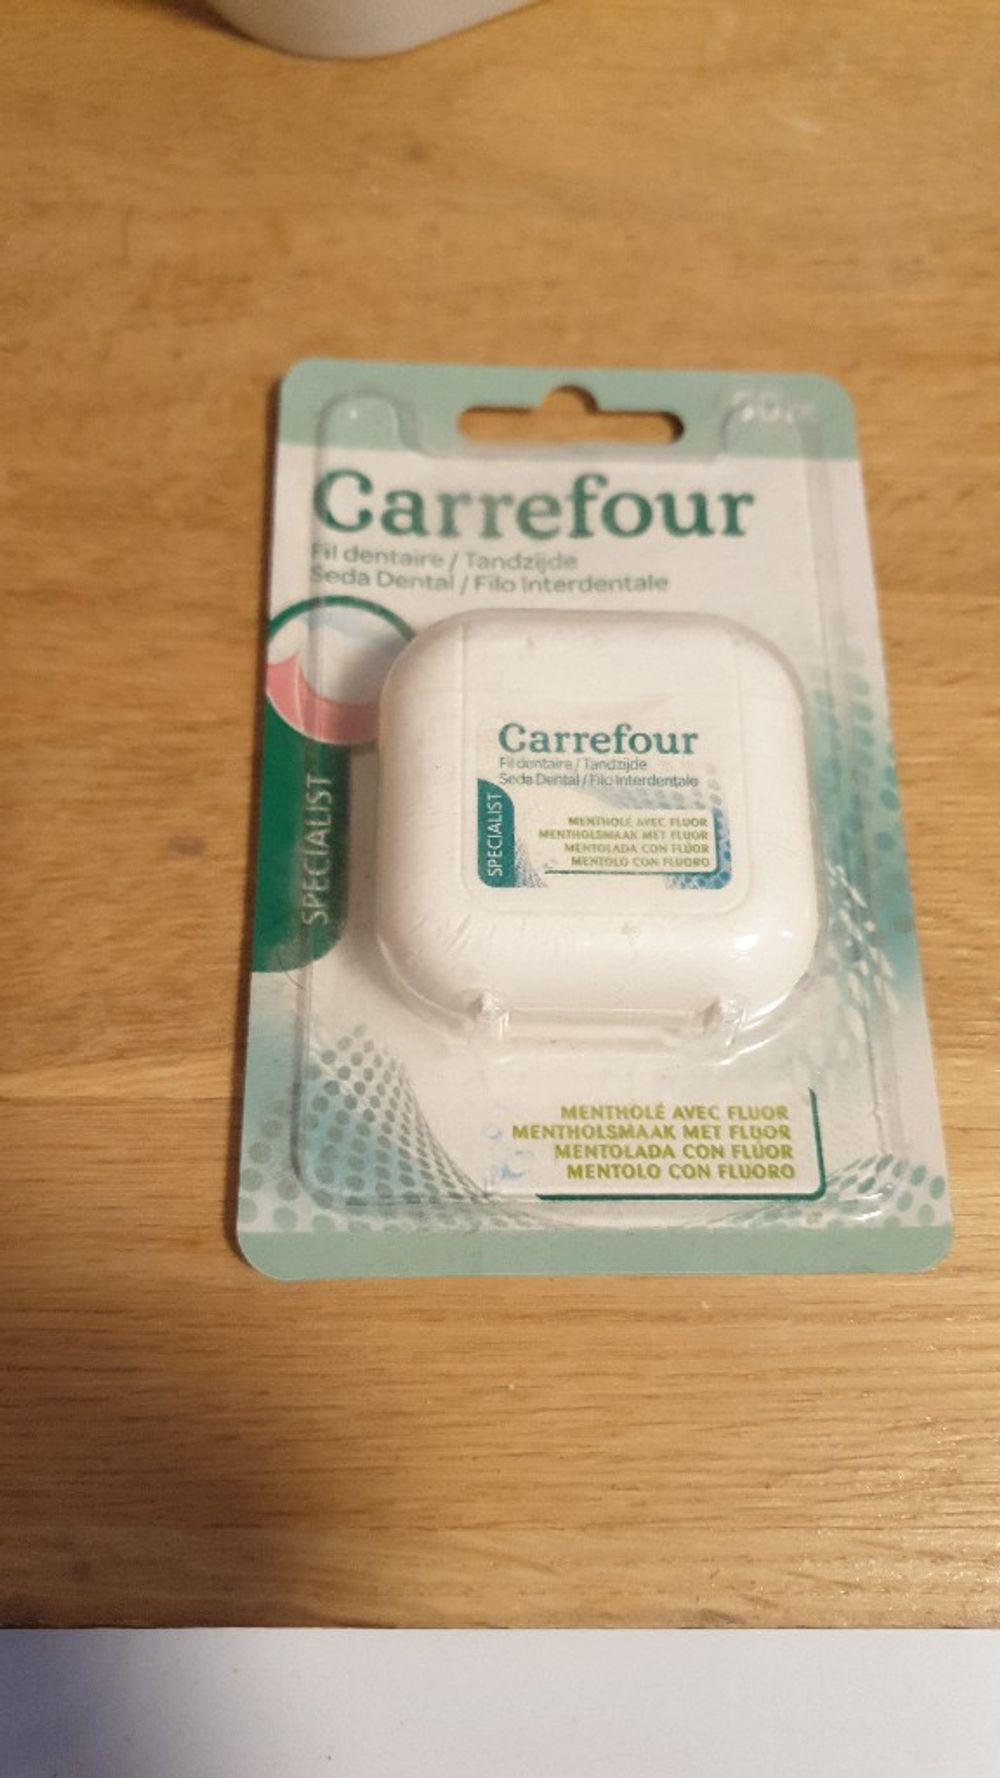 50m
Carrefour
Fil dentaire / Tandzijde
Seda Dental / Filo Interdentale
SPECIALIST
Carrefour
Fil dentaire / Tandzijde
Seda Dental / Filo Interdentale
SPECIALIST
MENTHOLÉ AVEC FLUOR
MENTHOLSMAAK MET FLUOR
MENTOLADA CON FLÚOR
MENTOLO CON FLUORO
MENTHOLÉ AVEC FLUOR
MENTHOLSMAAK MET FLUOR
MENTOLADA CON FLÚOR
MENTOLO CON FLUORO